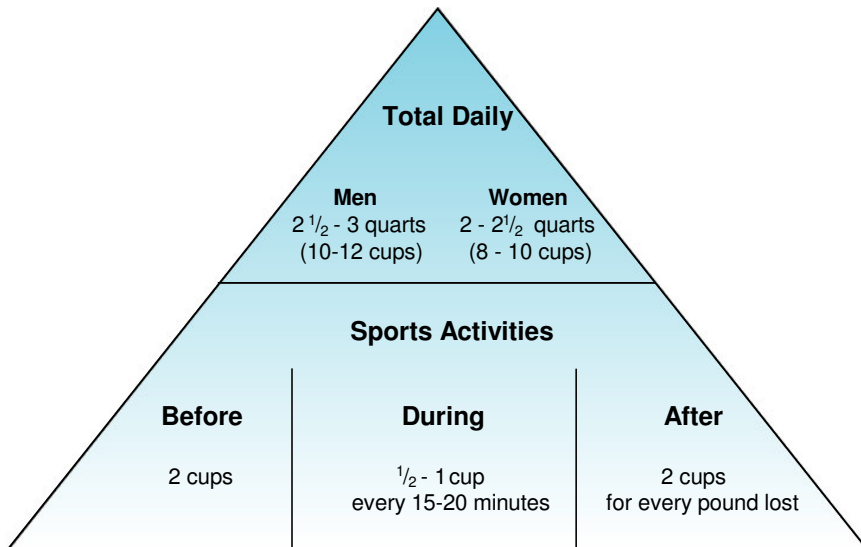 Total Daily
Men
2 1/2 - 3 quarts
(10-12 cups)
Women
2 - 2 1/2 quarts
(8 - 10 cups)
Sports Activities
Before
2 cups
During
1/2 - 1 cup
every 15-20 minutes
After
2 cups
for every pound lost